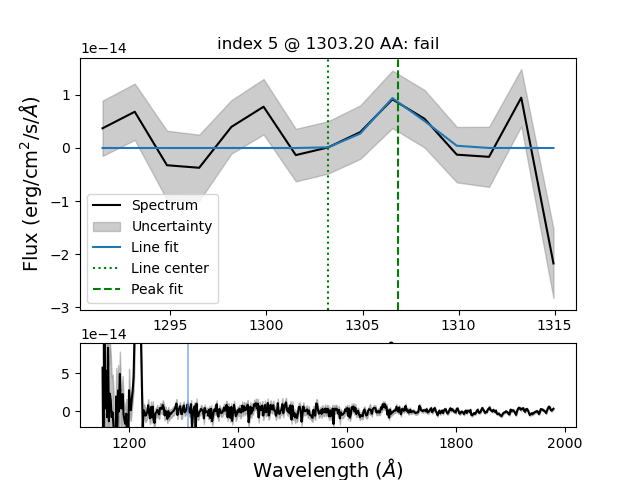 index 5 @ 1303.20 AA: fail
1e−14
1
0
−1
−2
−3
Flux (erg/cm²/s/Å)
Spectrum
Uncertainty
Line fit
Line center
Peak fit
1295 1300 1305 1310 1315
1e−14
5
0
1200 1400 1600 1800 2000
Wavelength (Å)